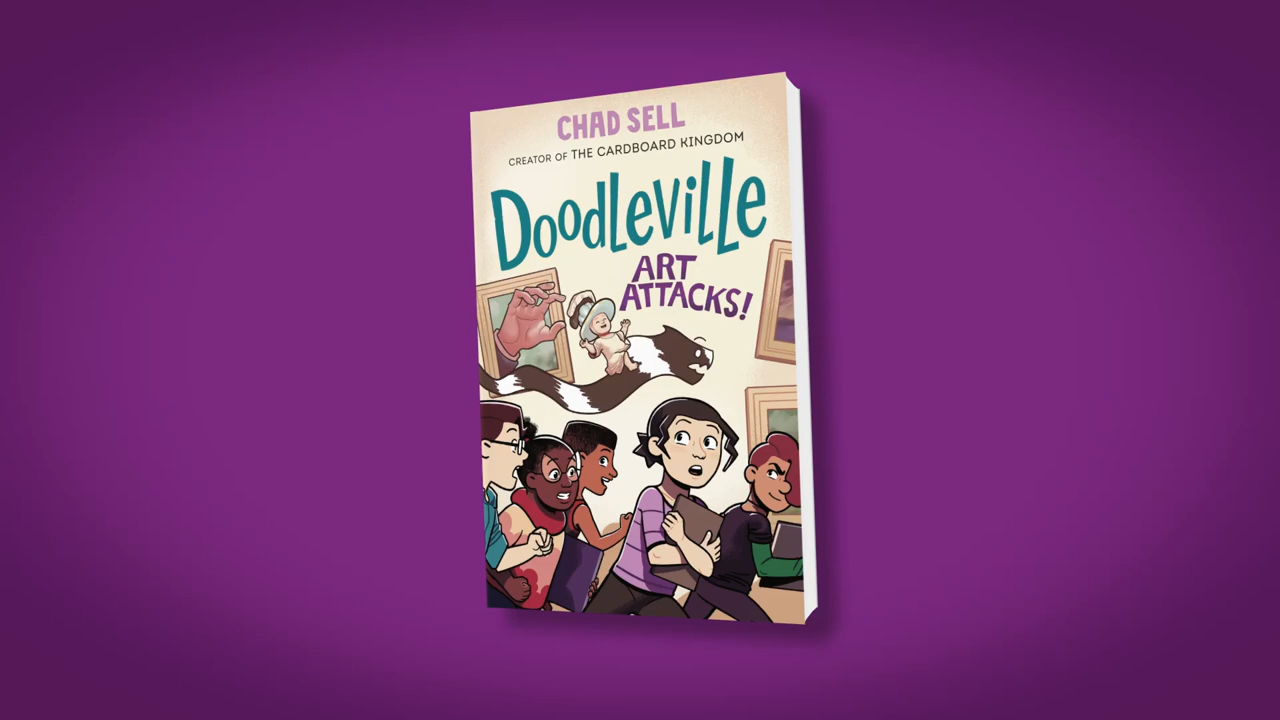 CHAD SELL
CREATOR OF THE CARDBOARD KINGDOM
Doodleville
ART
ATTACKS!